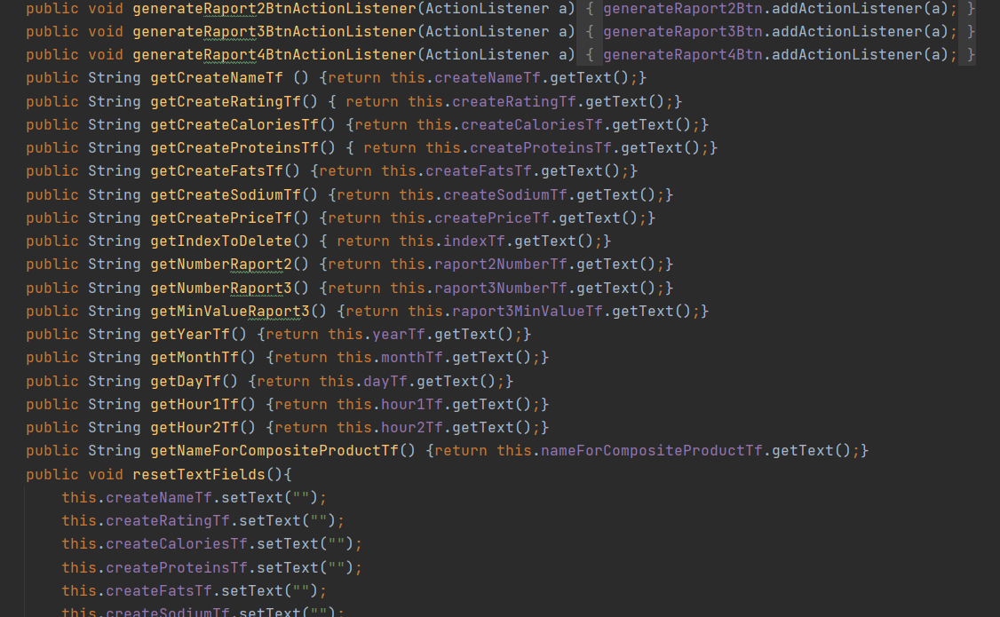 public void generateRaport2BtnActionListener(ActionListener a) { generateRaport2Btn.addActionListener(a); }
public void generateRaport3BtnActionListener(ActionListener a) { generateRaport3Btn.addActionListener(a); }
public void generateRaport4BtnActionListener(ActionListener a) { generateRaport4Btn.addActionListener(a); }
public String getCreateNameTf () {return this.createNameTf.getText();}
public String getCreateRatingTf() { return this.createRatingTf.getText();}
public String getCreateCaloriesTf() {return this.createCaloriesTf.getText();}
public String getCreateProteinsTf() { return this.createProteinsTf.getText();}
public String getCreateFatsTf() {return this.createFatsTf.getText();}
public String getCreateSodiumTf() {return this.createSodiumTf.getText();}
public String getCreatePriceTf() {return this.createPriceTf.getText();}
public String getIndexToDelete() { return this.indexTf.getText();}
public String getNumberRaport2() {return this.raport2NumberTf.getText();}
public String getNumberRaport3() {return this.raport3NumberTf.getText();}
public String getMinValueRaport3() {return this.raport3MinValueTf.getText();}
public String getYearTf() {return this.yearTf.getText();}
public String getMonthTf() {return this.monthTf.getText();}
public String getDayTf() {return this.dayTf.getText();}
public String getHour1Tf() {return this.hour1Tf.getText();}
public String getHour2Tf() {return this.hour2Tf.getText();}
public String getNameForCompositeProductTf() {return this.nameForCompositeProductTf.getText();}
public void resetTextFields(){
this.createNameTf.setText("");
this.createRatingTf.setText("");
this.createCaloriesTf.setText("");
this.createProteinsTf.setText("");
this.createFatsTf.setText("");
this.createSodiumTf.setText("");